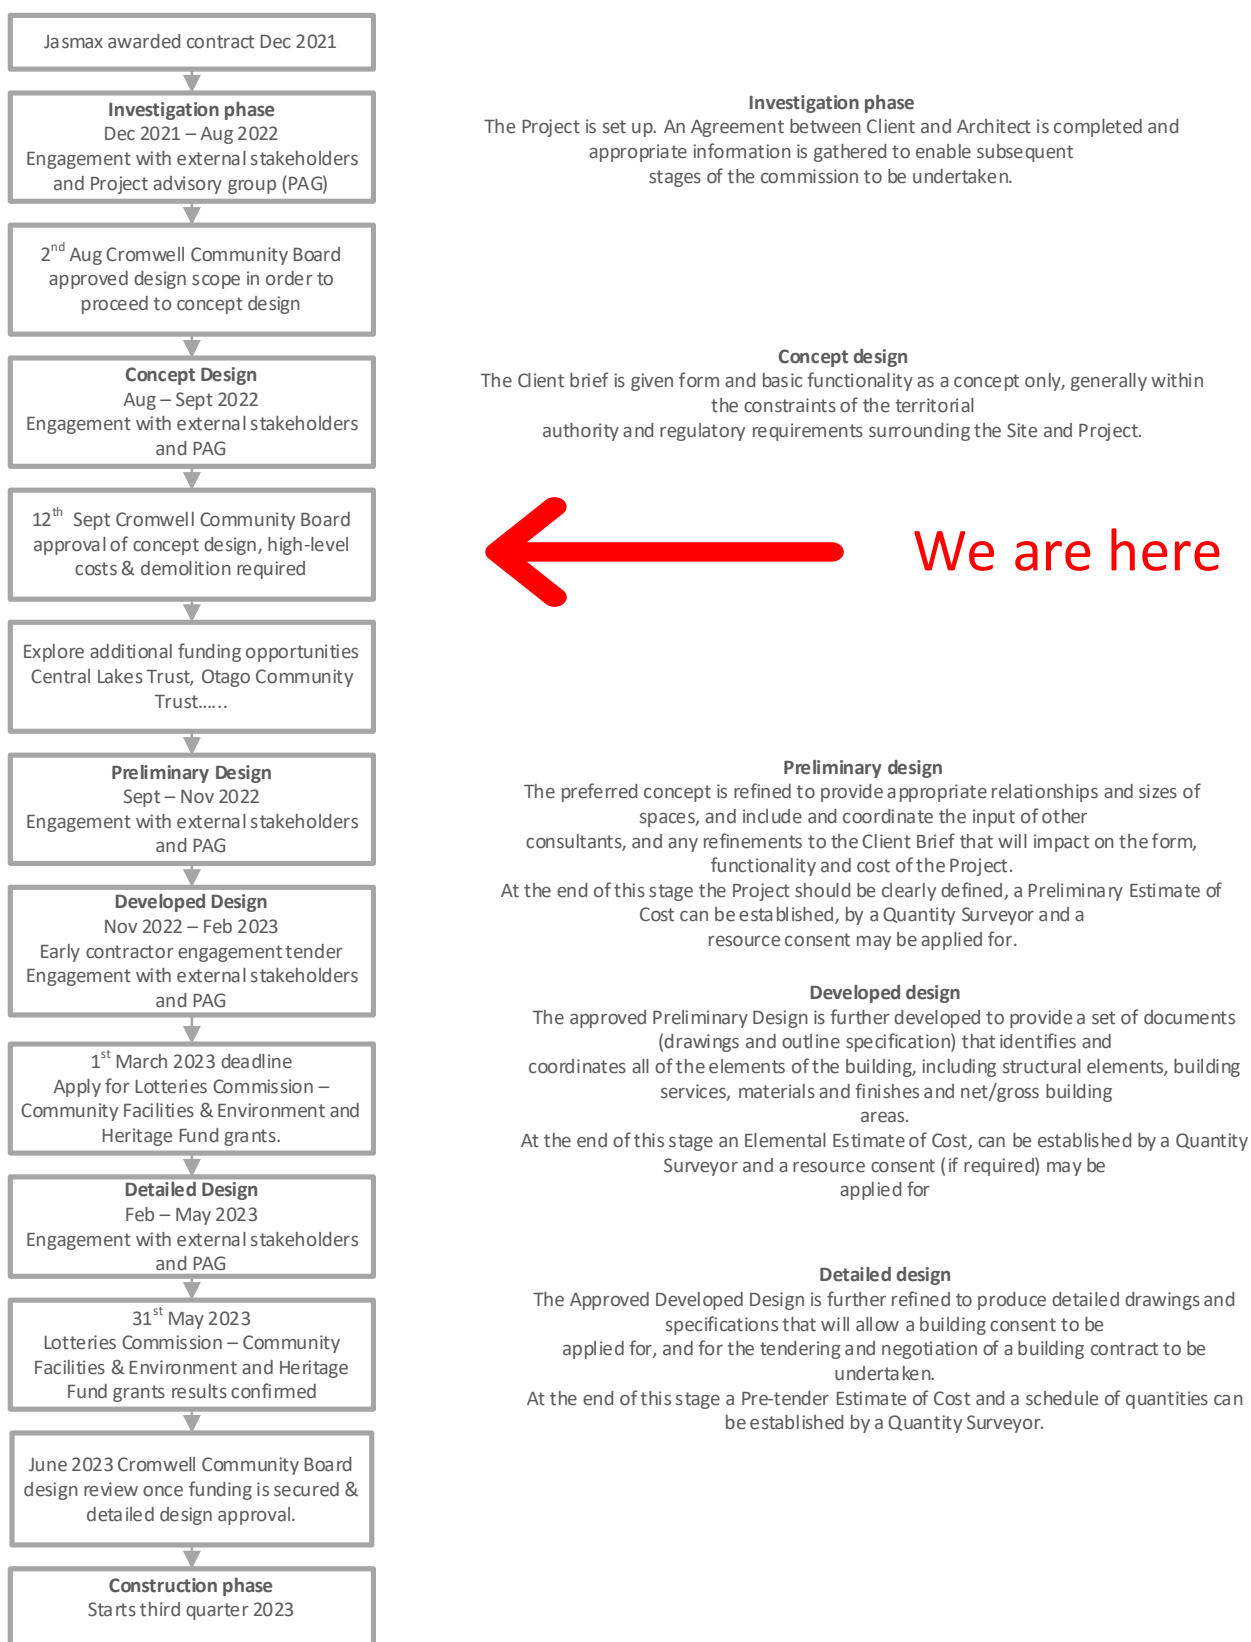 Jasmax awarded contract Dec 2021
Investigation phase
Dec 2021 – Aug 2022
Engagement with external stakeholders
and Project advisory group (PAG)
Investigation phase
The Project is set up. An Agreement between Client and Architect is completed and
appropriate information is gathered to enable subsequent
stages of the commission to be undertaken.
2nd Aug Cromwell Community Board
approved design scope in order to
proceed to concept design
Concept Design
Aug – Sept 2022
Engagement with external stakeholders
and PAG
Concept design
The Client brief is given form and basic functionality as a concept only, generally within
the constraints of the territorial
authority and regulatory requirements surrounding the Site and Project.
12th Sept Cromwell Community Board
approval of concept design, high-level
costs & demolition required
We are here
Explore additional funding opportunities
Central Lakes Trust, Otago Community
Trust......
Preliminary Design
Sept – Nov 2022
Engagement with external stakeholders
and PAG
Preliminary design
The preferred concept is refined to provide appropriate relationships and sizes of
spaces, and include and coordinate the input of other
consultants, and any refinements to the Client Brief that will impact on the form,
functionality and cost of the Project.
At the end of this stage the Project should be clearly defined, a Preliminary Estimate of
Cost can be established, by a Quantity Surveyor and a
resource consent may be applied for.
Developed Design
Nov 2022 – Feb 2023
Early contractor engagement tender
Engagement with external stakeholders
and PAG
Developed design
The approved Preliminary Design is further developed to provide a set of documents
(drawings and outline specification) that identifies and
coordinates all of the elements of the building, including structural elements, building
services, materials and finishes and net/gross building
areas.
At the end of this stage an Elemental Estimate of Cost, can be established by a Quantity
Surveyor and a resource consent (if required) may be
applied for
1st March 2023 deadline
Apply for Lotteries Commission –
Community Facilities & Environment and
Heritage Fund grants.
Detailed Design
Feb – May 2023
Engagement with external stakeholders
and PAG
Detailed design
The Approved Developed Design is further refined to produce detailed drawings and
specifications that will allow a building consent to be
applied for, and for the tendering and negotiation of a building contract to be
undertaken.
At the end of this stage a Pre-tender Estimate of Cost and a schedule of quantities can
be established by a Quantity Surveyor.
31st May 2023
Lotteries Commission – Community
Facilities & Environment and Heritage
Fund grants results confirmed
June 2023 Cromwell Community Board
design review once funding is secured &
detailed design approval.
Construction phase
Starts third quarter 2023